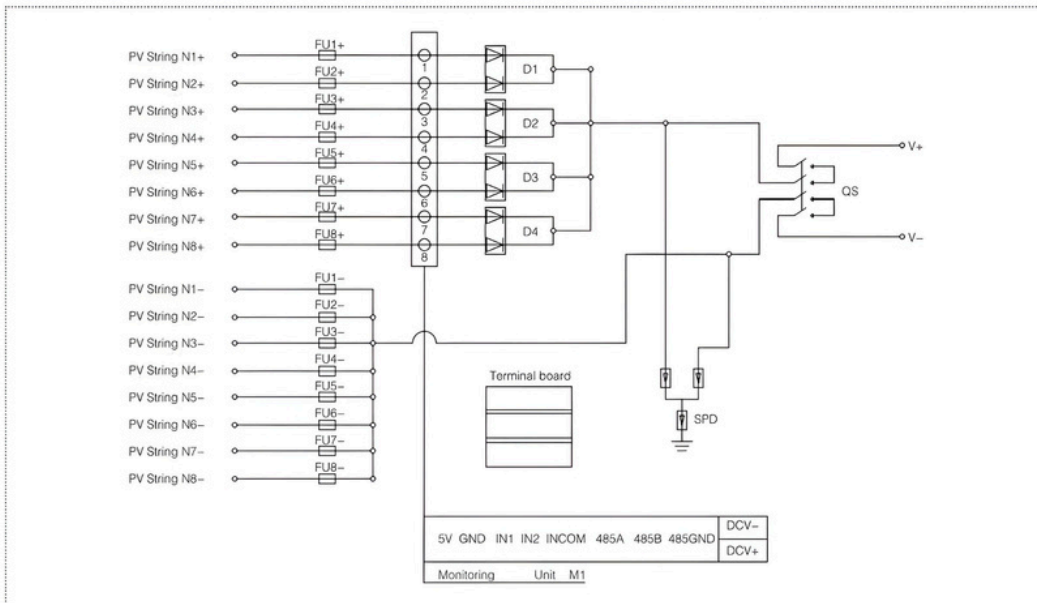 PV String N1+
FU1+
PV String N2+
FU2+
PV String N3+
FU3+
PV String N4+
FU4+
PV String N5+
FU5+
PV String N6+
FU6+
PV String N7+
FU7+
PV String N8+
FU8+
1
2
3
4
5
6
7
8
D1
D2
D3
D4
V+
QS
V−
PV String N1−
FU1−
PV String N2−
FU2−
PV String N3−
FU3−
PV String N4−
FU4−
PV String N5−
FU5−
PV String N6−
FU6−
PV String N7−
FU7−
PV String N8−
FU8−
Terminal board
SPD
5V GND IN1 IN2 INCOM 485A 485B 485GND
DCV−
DCV+
Monitoring Unit M1